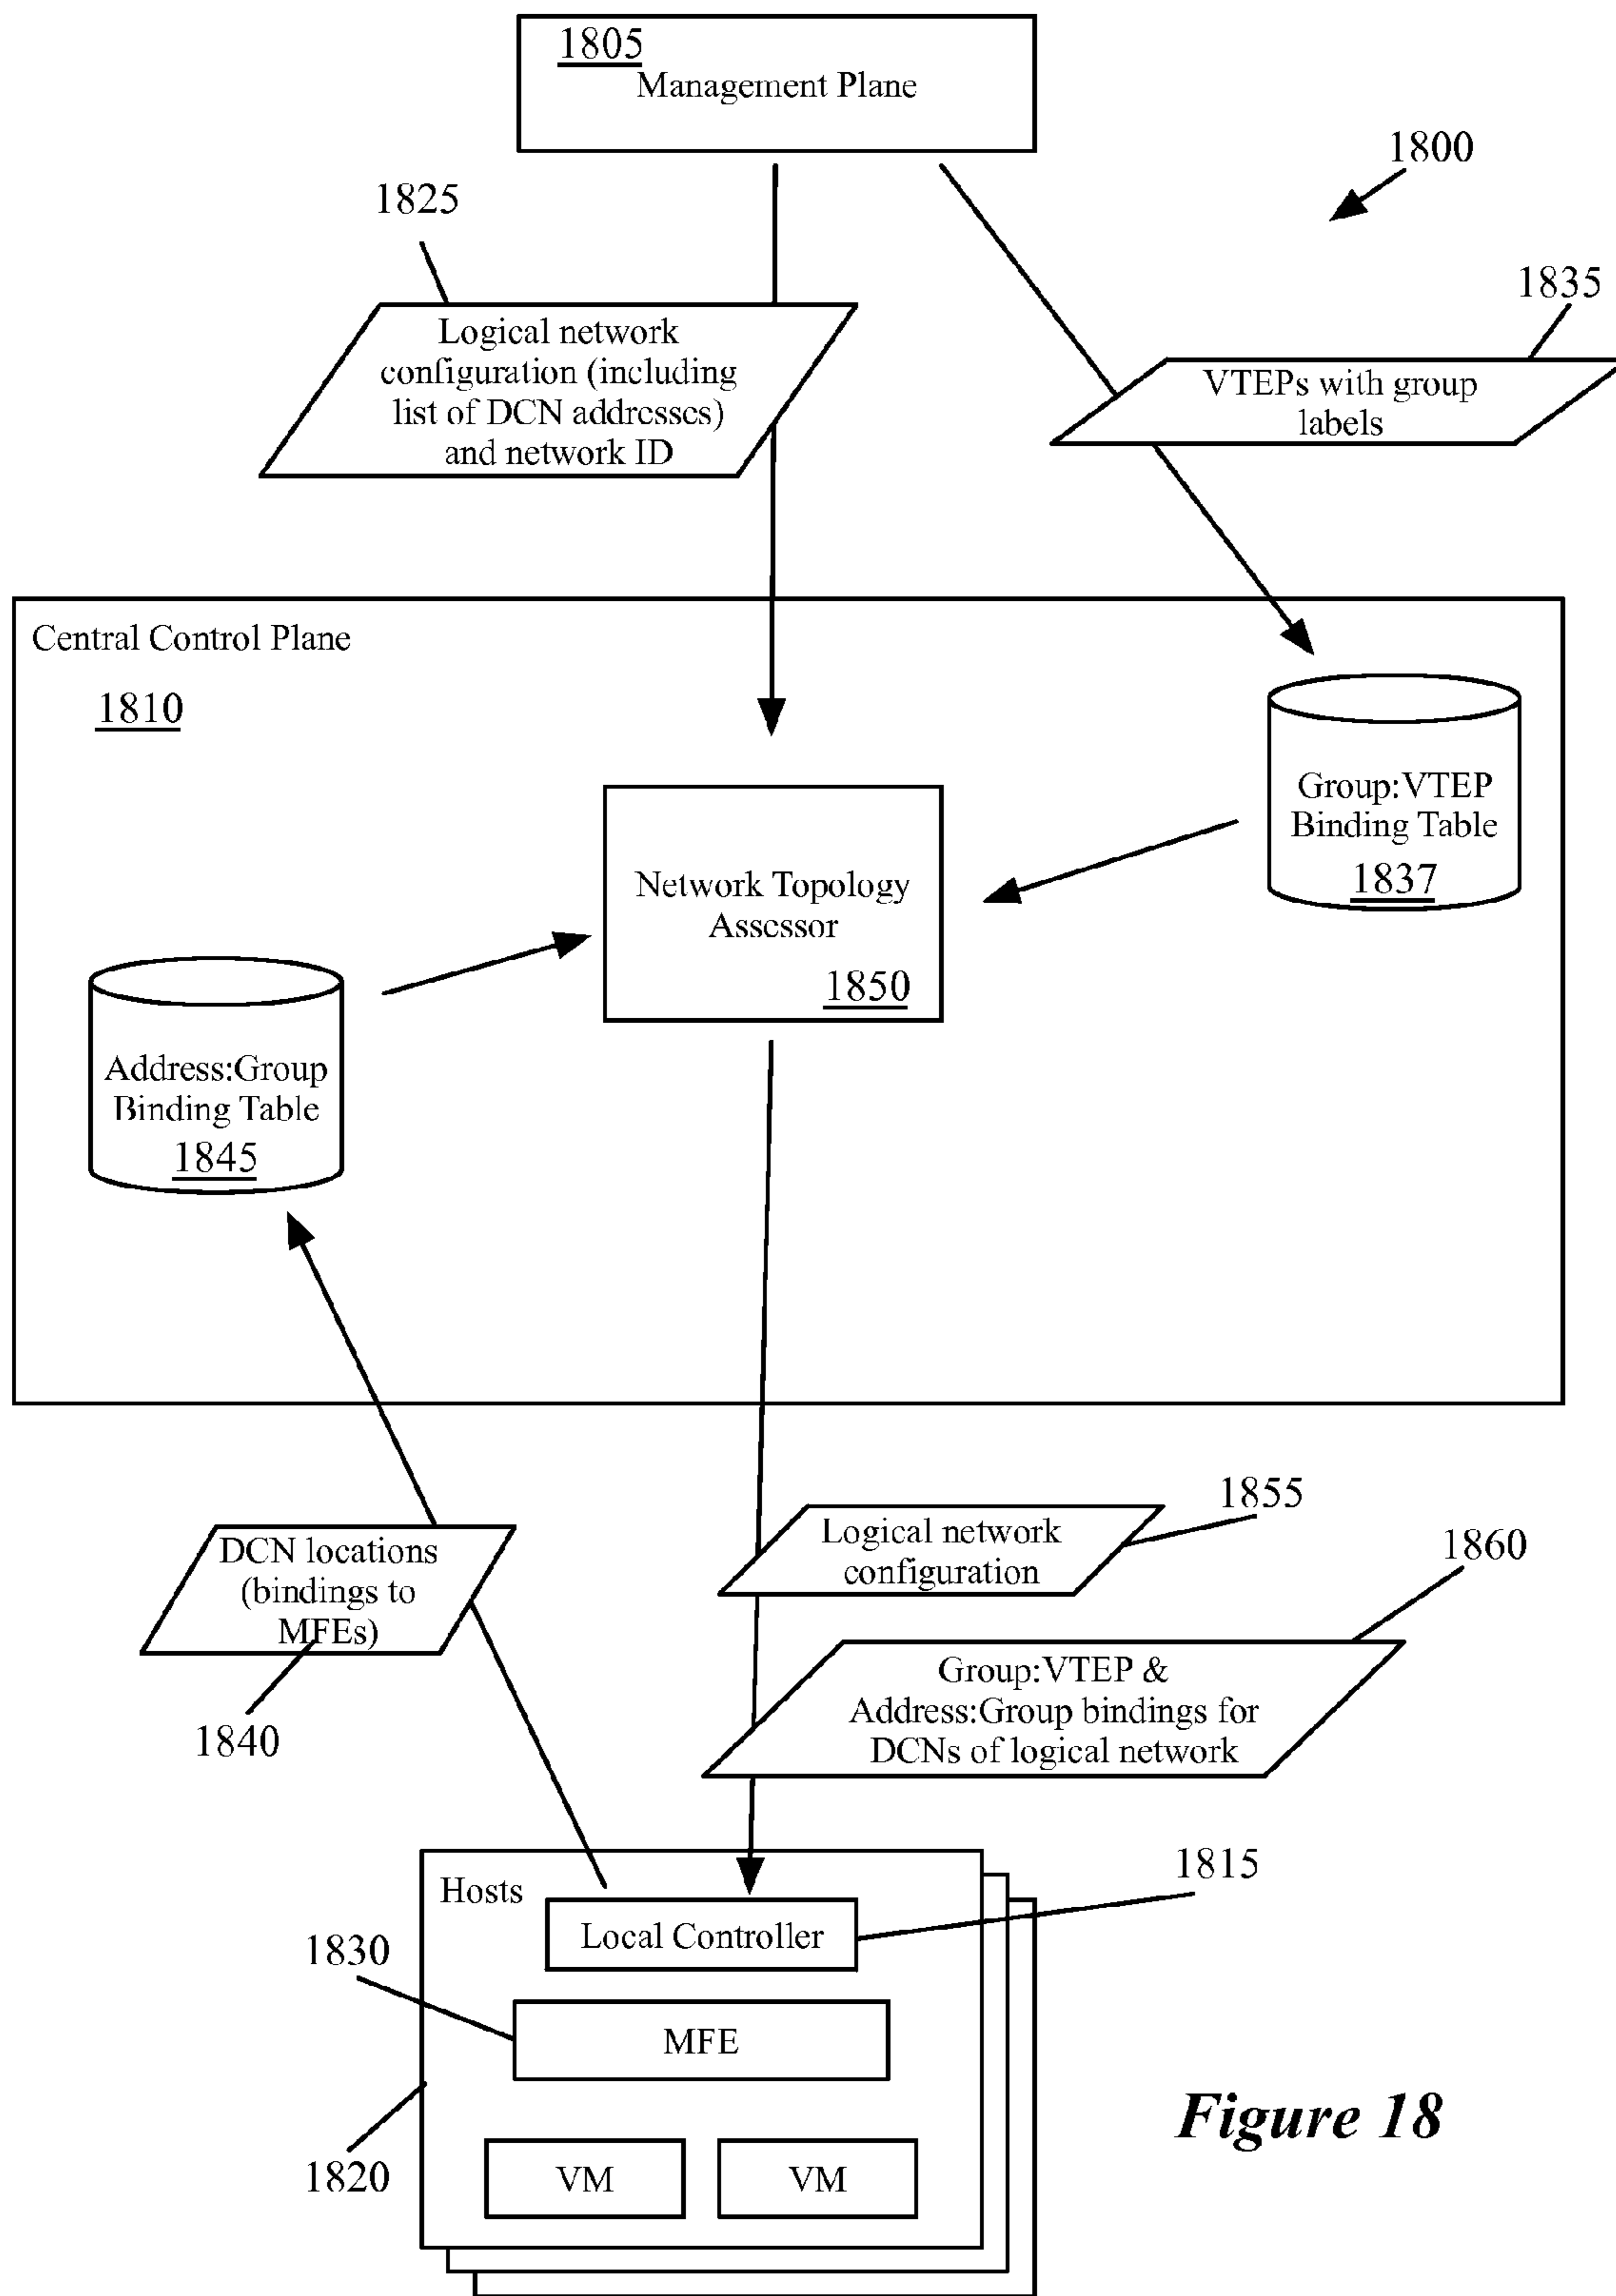 1805
Management Plane
1800
1825
1835
Logical network
configuration (including
list of DCN addresses)
and network ID
VTEPs with group
labels
Central Control Plane
1810
Group:VTEP
Binding Table
1837
Network Topology
Assessor
1850
Address:Group
Binding Table
1845
1855
Logical network
configuration
1860
DCN locations
(bindings to
MFEs)
1840
Group:VTEP &
Address:Group bindings for
DCNs of logical network
1815
Hosts
Local Controller
1830
MFE
1820
VM
VM
Figure 18